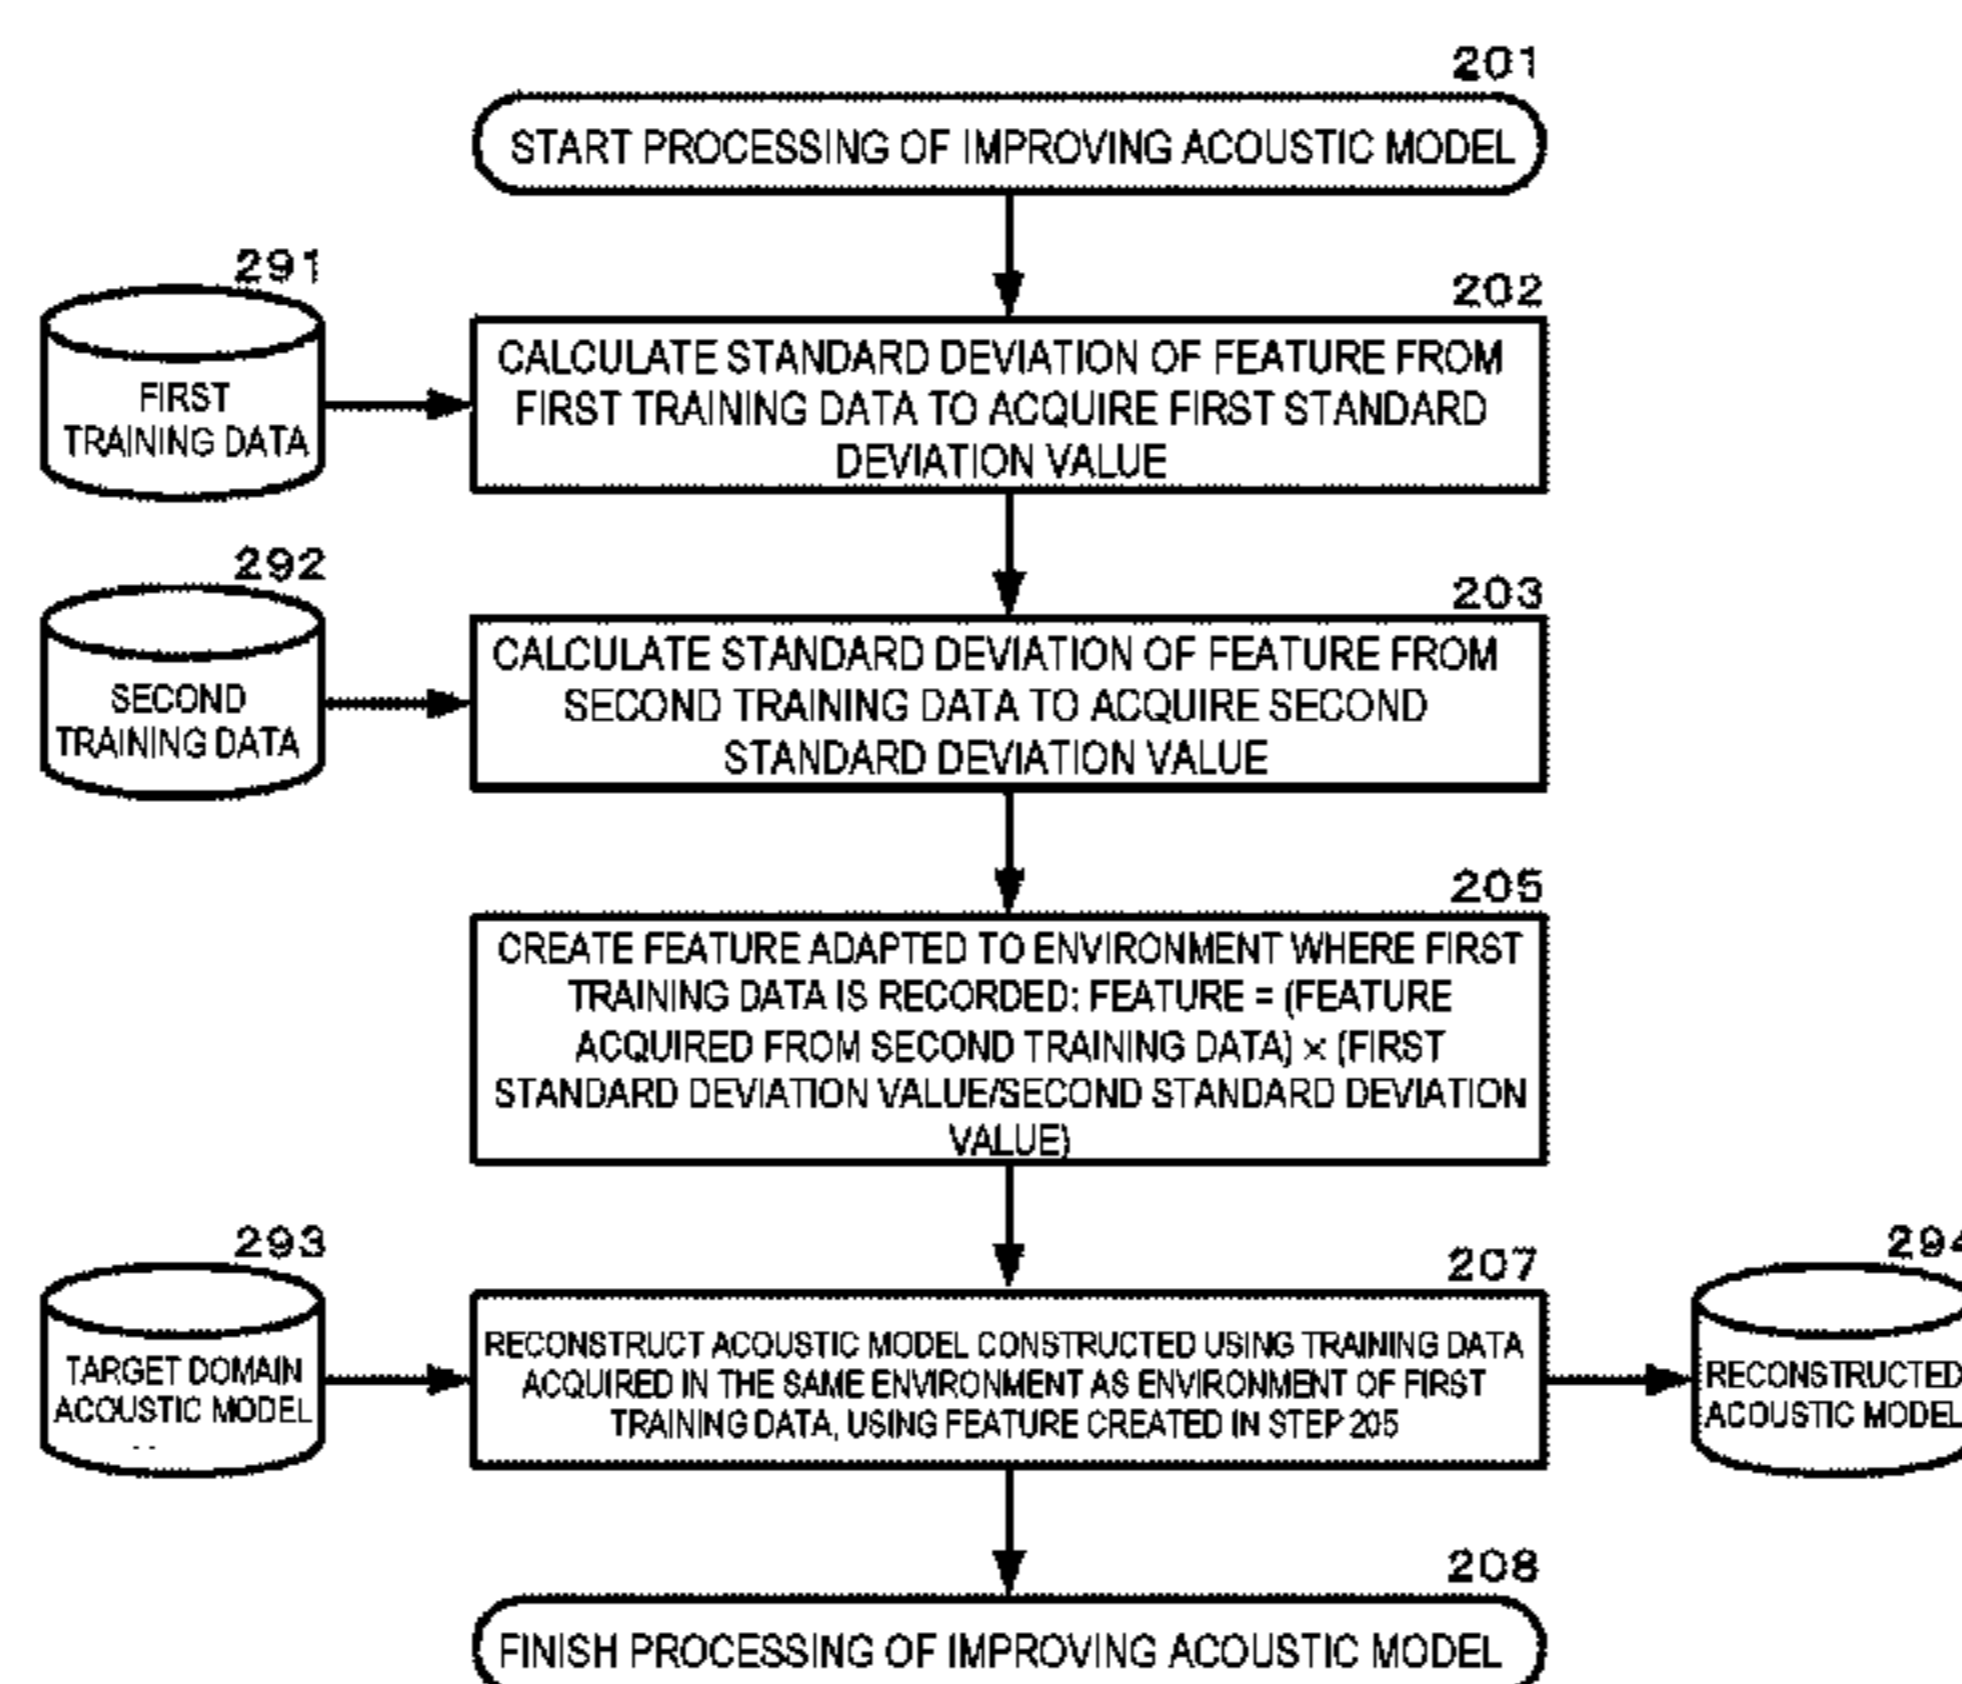 201
START PROCESSING OF IMPROVING ACOUSTIC MODEL
291
FIRST
TRAINING DATA
202
CALCULATE STANDARD DEVIATION OF FEATURE FROM
FIRST TRAINING DATA TO ACQUIRE FIRST STANDARD
DEVIATION VALUE
292
SECOND
TRAINING DATA
203
CALCULATE STANDARD DEVIATION OF FEATURE FROM
SECOND TRAINING DATA TO ACQUIRE SECOND
STANDARD DEVIATION VALUE
205
CREATE FEATURE ADAPTED TO ENVIRONMENT WHERE FIRST
TRAINING DATA IS RECORDED: FEATURE = (FEATURE
ACQUIRED FROM SECOND TRAINING DATA) × (FIRST
STANDARD DEVIATION VALUE/SECOND STANDARD DEVIATION
VALUE)
293
TARGET DOMAIN
ACOUSTIC MODEL
207
RECONSTRUCT ACOUSTIC MODEL CONSTRUCTED USING TRAINING DATA
ACQUIRED IN THE SAME ENVIRONMENT AS ENVIRONMENT OF FIRST
TRAINING DATA, USING FEATURE CREATED IN STEP 205
294
RECONSTRUCTED
ACOUSTIC MODEL
208
FINISH PROCESSING OF IMPROVING ACOUSTIC MODEL